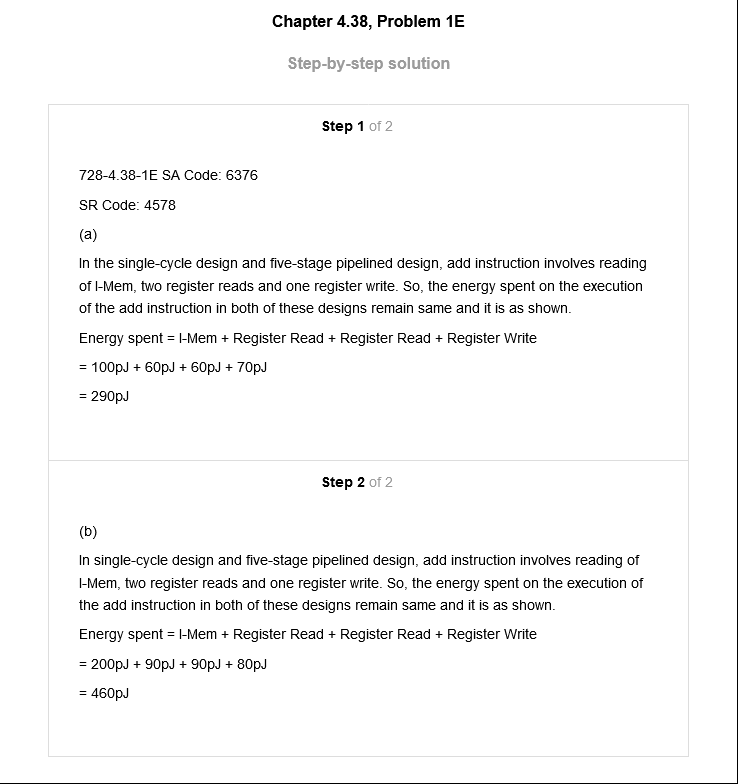 Chapter 4.38, Problem 1E
Step-by-step solution
Step 1 of 2
728-4.38-1E SA Code: 6376
SR Code: 4578
(a)
In the single-cycle design and five-stage pipelined design, add instruction involves reading
of I-Mem, two register reads and one register write. So, the energy spent on the execution
of the add instruction in both of these designs remain same and it is as shown.
Energy spent = I-Mem + Register Read + Register Read + Register Write
= 100pJ + 60pJ + 60pJ + 70pJ
= 290pJ
Step 2 of 2
(b)
In single-cycle design and five-stage pipelined design, add instruction involves reading of
I-Mem, two register reads and one register write. So, the energy spent on the execution of
the add instruction in both of these designs remain same and it is as shown.
Energy spent = I-Mem + Register Read + Register Read + Register Write
= 200pJ + 90pJ + 90pJ + 80pJ
= 460pJ